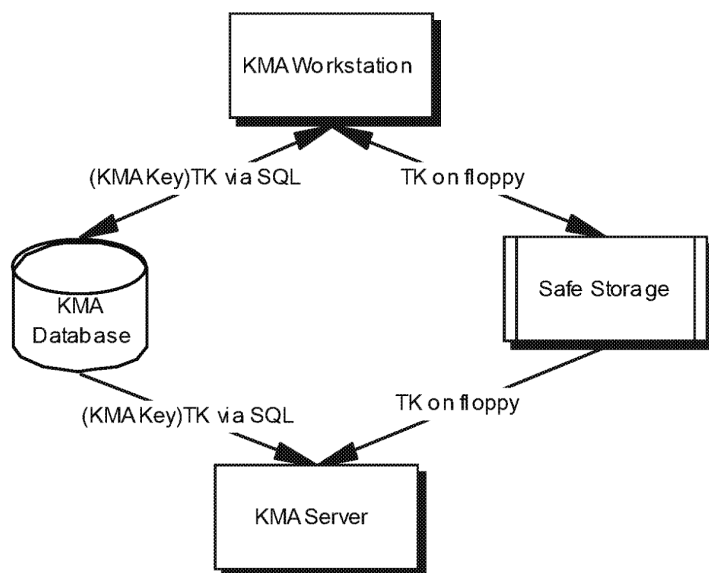 KMA Workstation
(KMA Key)TK via SQL
TK on floppy
KMA
Database
Safe Storage
(KMA Key)TK via SQL
TK on floppy
KMA Server